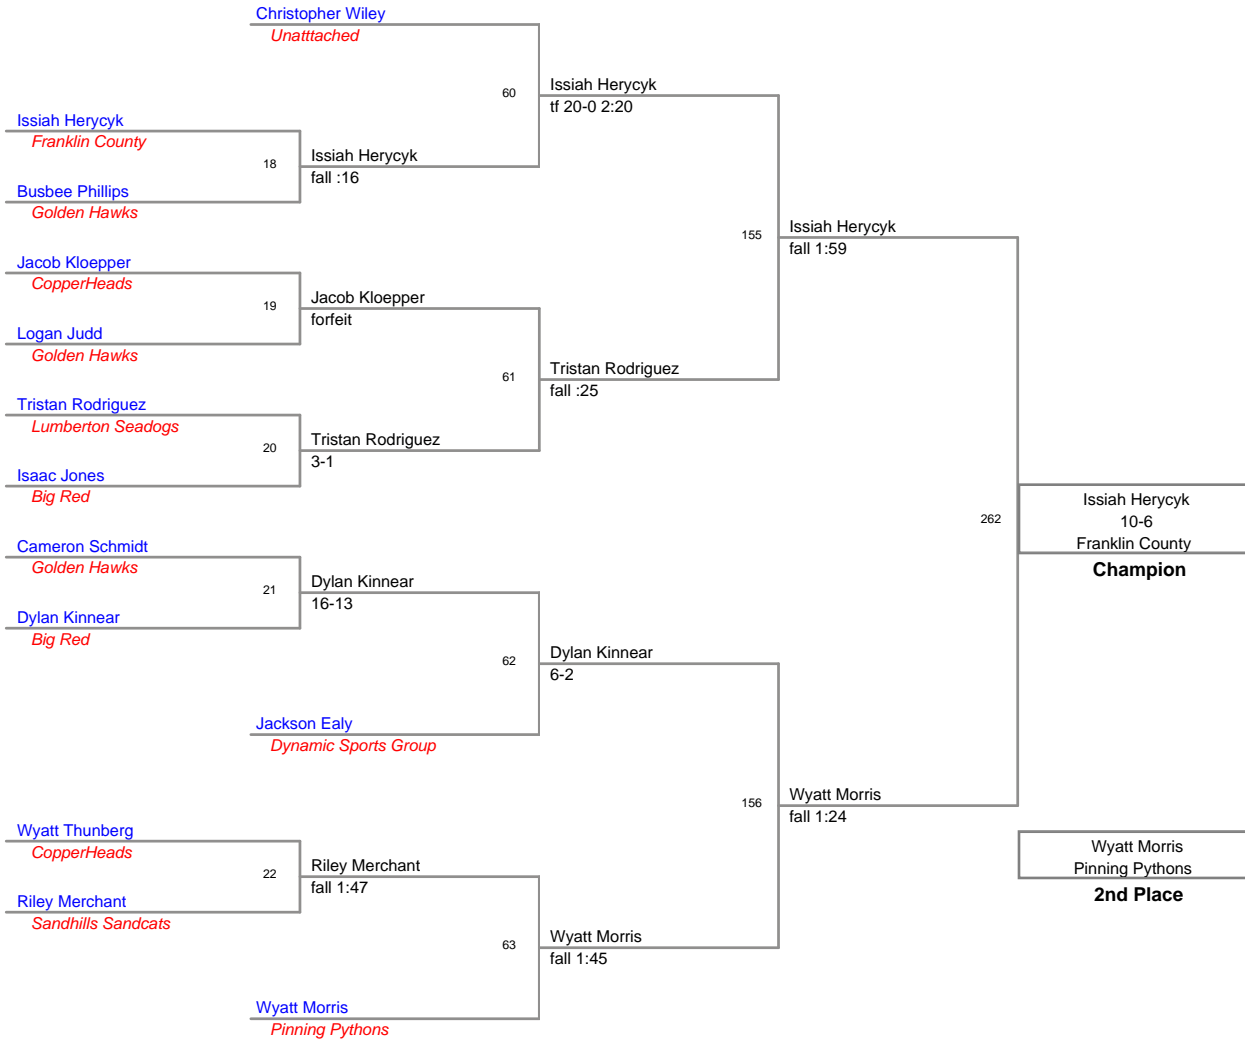 Christopher Wiley
Unatttached
60
Issiah Herycyk
tf 20-0 2:20
Issiah Herycyk
Franklin County
18
Issiah Herycyk
fall :16
Busbee Phillips
Golden Hawks
155
Issiah Herycyk
fall 1:59
Jacob Kloepper
CopperHeads
19
Jacob Kloepper
forfeit
Logan Judd
Golden Hawks
61
Tristan Rodriguez
fall :25
Tristan Rodriguez
Lumberton Seadogs
20
Tristan Rodriguez
3-1
Isaac Jones
Big Red
262
Issiah Herycyk
10-6
Franklin County
Champion
Cameron Schmidt
Golden Hawks
21
Dylan Kinnear
16-13
Dylan Kinnear
Big Red
62
Dylan Kinnear
6-2
Jackson Ealy
Dynamic Sports Group
156
Wyatt Morris
fall 1:24
Wyatt Thunberg
CopperHeads
22
Riley Merchant
fall 1:47
Riley Merchant
Sandhills Sandcats
Wyatt Morris
Pinning Pythons
2nd Place
63
Wyatt Morris
fall 1:45
Wyatt Morris
Pinning Pythons